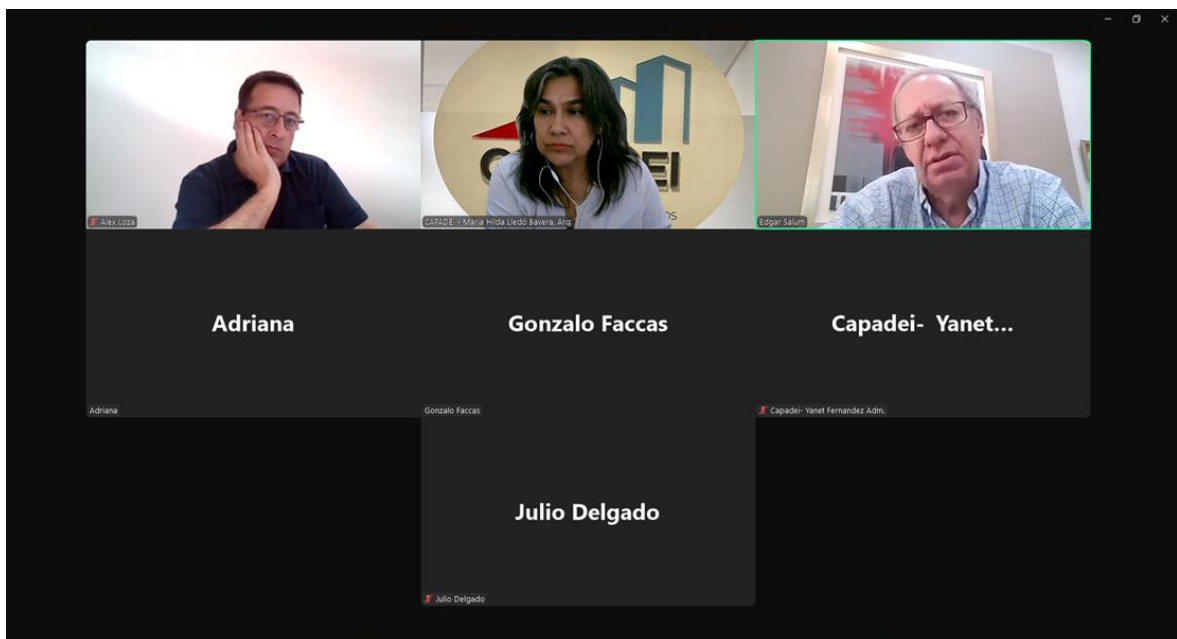 Alex Loza
CAPADEI - Maria Hilda Lledó Bavera, Arq.
Edgar Salum
Adriana
Gonzalo Faccas
Capadei- Yanet...
Adriana
Gonzalo Faccas
Capadei- Yanet Fernandez Adm.
Julio Delgado
Julio Delgado